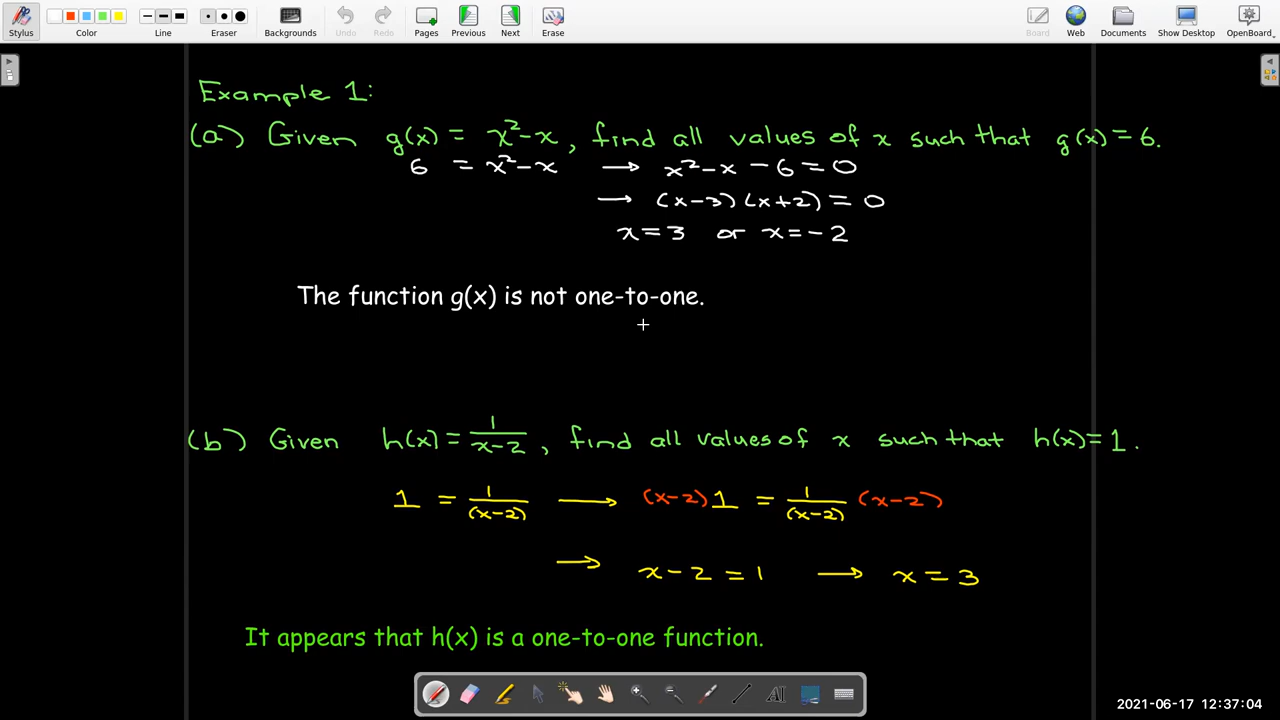 Stylus Color Line Eraser Backgrounds Undo Redo Pages Previous Next Erase Board Web Documents Show Desktop OpenBoard
Example 1:
(a) Given g(x) = x²-x, find all values of x such that g(x)=6.
6 = x²-x → x²-x-6=0
→ (x-3)(x+2)=0
x=3 or x=-2
The function g(x) is not one-to-one.
(b) Given h(x)= 1/(x-2), find all values of x such that h(x)=1.
1 = 1/(x-2) → (x-2)1 = 1/(x-2) (x-2)
→ x-2=1 → x=3
It appears that h(x) is a one-to-one function.
AI
2021-06-17 12:37:04